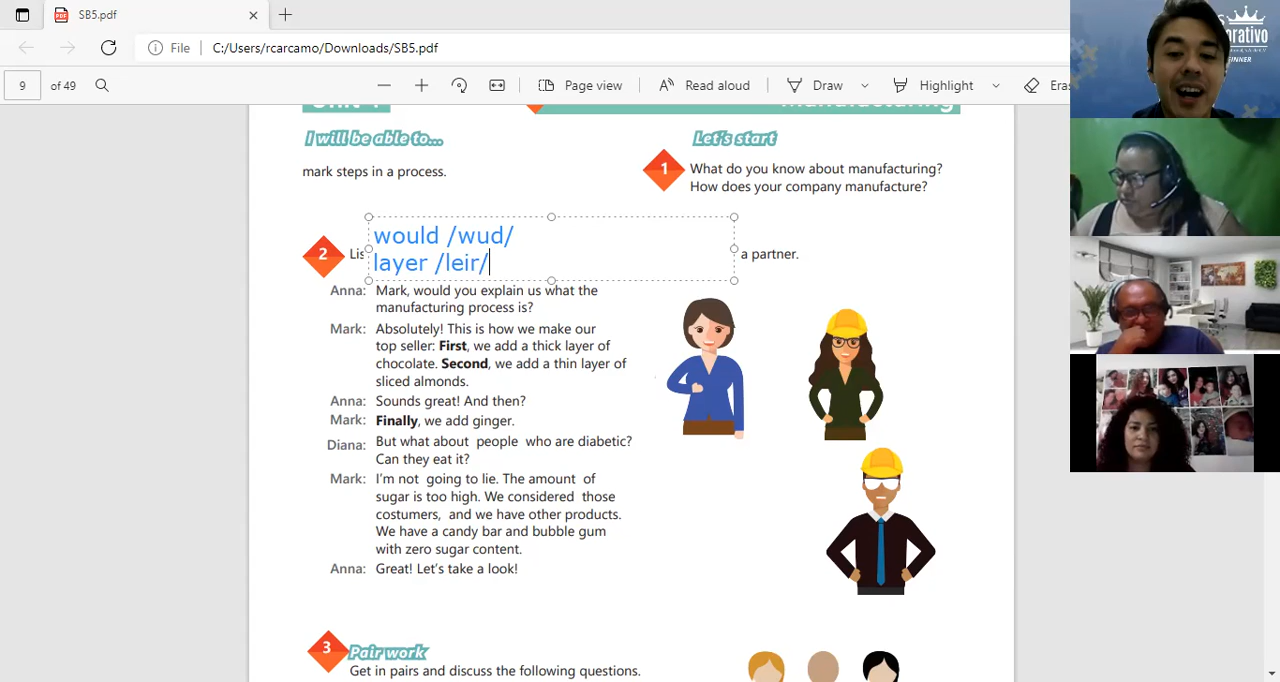 SB5.pdf
File C:/Users/rcarcamo/Downloads/SB5.pdf
9 of 49 Page view Read aloud Draw Highlight
manufacturing
I will be able to...
Let's start
mark steps in a process.
1 What do you know about manufacturing?
How does your company manufacture?
would /wud/
layer /leir/
2 a partner.
Anna: Mark, would you explain us what the
manufacturing process is?
Mark: Absolutely! This is how we make our
top seller: First, we add a thick layer of
chocolate. Second, we add a thin layer of
sliced almonds.
Anna: Sounds great! And then?
Mark: Finally, we add ginger.
Diana: But what about people who are diabetic?
Can they eat it?
Mark: I'm not going to lie. The amount of
sugar is too high. We considered those
costumers, and we have other products.
We have a candy bar and bubble gum
with zero sugar content.
Anna: Great! Let's take a look!
3 Pair work
Get in pairs and discuss the following questions.